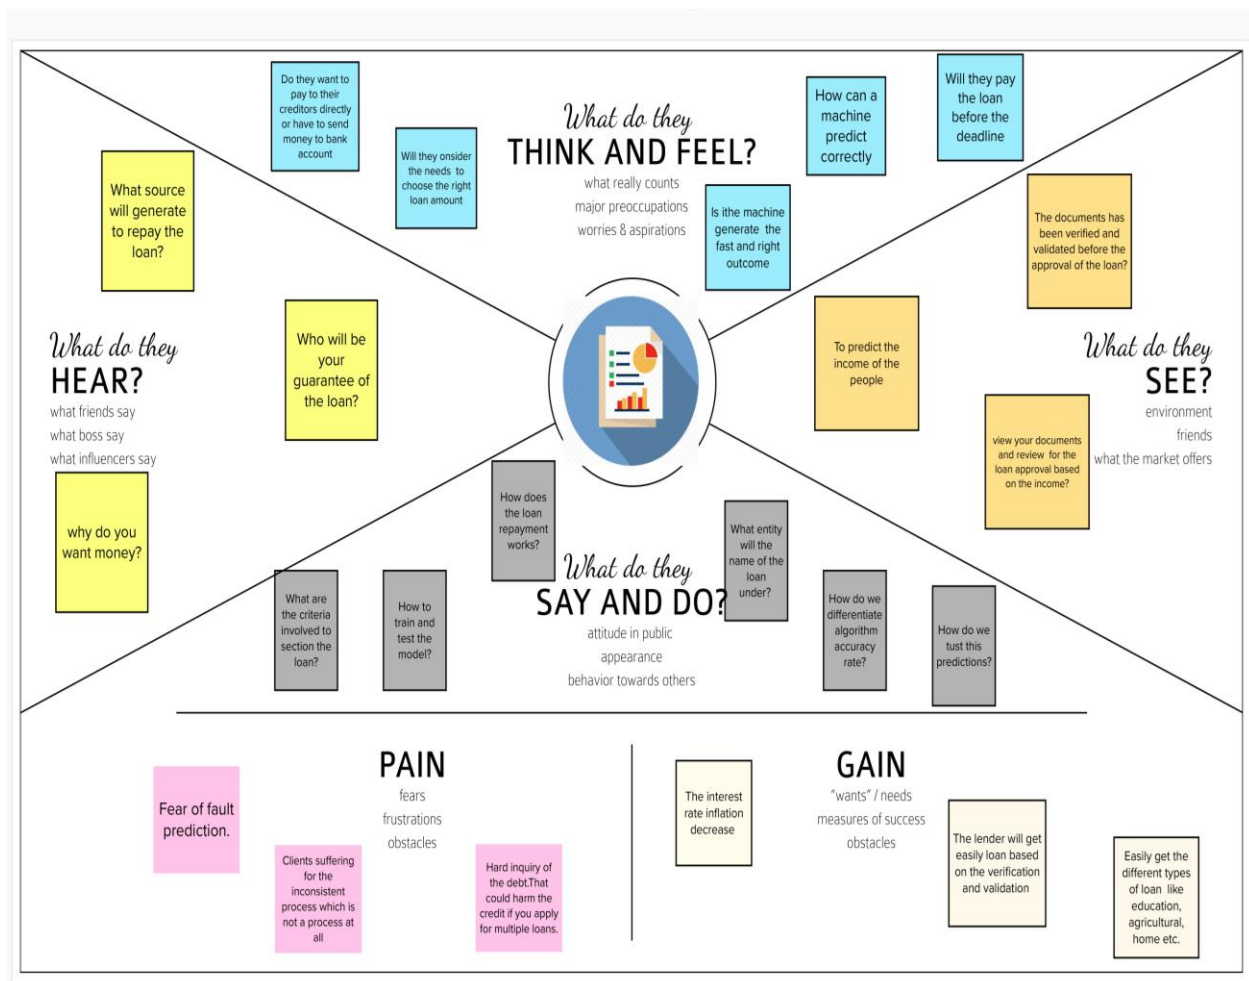 Do they want to
pay to their
creditors directly
or have to send
money to bank
account
Will they onsider
the needs to
choose the right
loan amount
What do they
THINK AND FEEL?
what really counts
major preoccupations
worries & aspirations
How can a
machine
predict
correctly
Will they pay
the loan
before the
deadline
Is ithe machine
generate the
fast and right
outcome
What source
will generate
to repay the
loan?
Who will be
your
guarantee of
the loan?
What do they
HEAR?
what friends say
what boss say
what influencers say
why do you
want money?
The documents has
been verified and
validated before the
approval of the loan?
To predict the
income of the
people
What do they
SEE?
environment
friends
what the market offers
view your documents
and review for the
loan approval based
on the income?
How does
the loan
repayment
works?
What do they
SAY AND DO?
attitude in public
appearance
behavior towards others
What entity
will the
name of the
loan
under?
What are
the criteria
involved to
section the
loan?
How to
train and
test the
model?
How do we
differentiate
algorithm
accuracy
rate?
How do we
tust this
predictions?
PAIN
fears
frustrations
obstacles
Fear of fault
prediction.
Clients suffering
for the
inconsistent
process which is
not a process at
all
Hard inquiry of
the debt.That
could harm the
credit if you apply
for multiple loans.
GAIN
"wants" / needs
measures of success
obstacles
The interest
rate inflation
decrease
The lender will get
easily loan based
on the verification
and validation
Easily get the
different types
of loan like
education,
agricultural,
home etc.